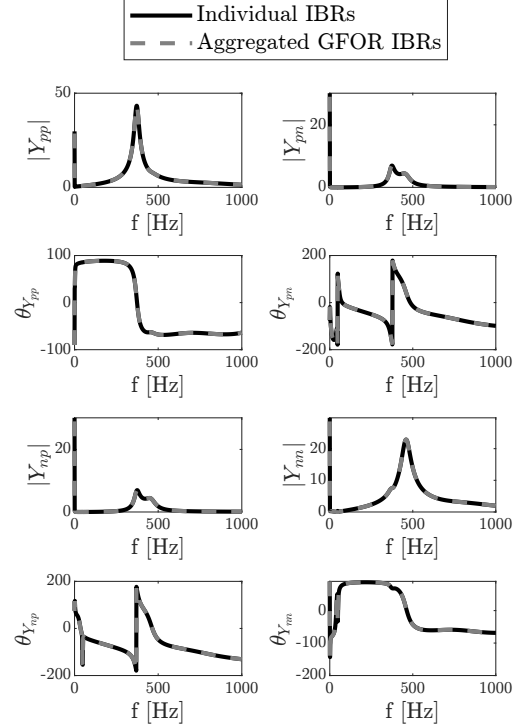 Individual IBRs
Aggregated GFOR IBRs
|Y_pp|
50
0
0 500 1000
f [Hz]
|Y_pn|
20
0
0 500 1000
f [Hz]
θ_Y_pp
100
0
-100
0 500 1000
f [Hz]
θ_Y_pn
200
0
-200
0 500 1000
f [Hz]
|Y_np|
20
0
0 500 1000
f [Hz]
|Y_nn|
20
10
0
0 500 1000
f [Hz]
θ_Y_np
200
0
-200
0 500 1000
f [Hz]
θ_Y_nn
0
-100
-200
0 500 1000
f [Hz]